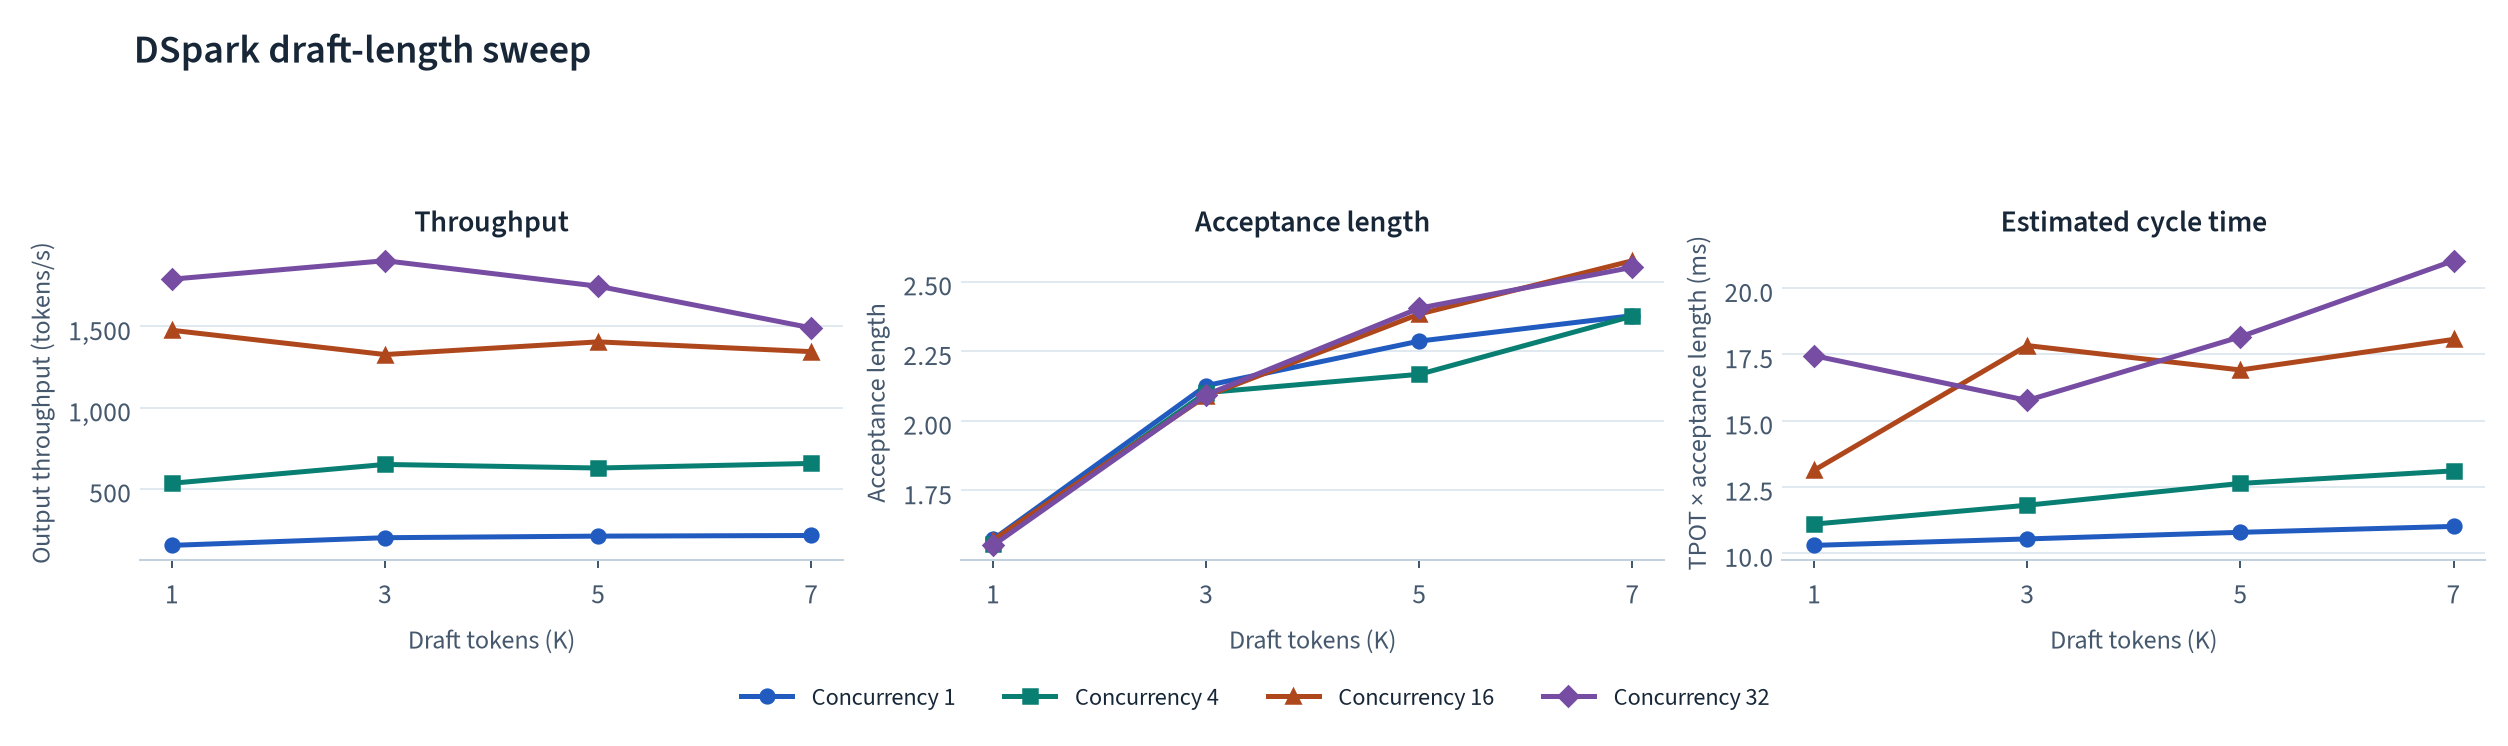 DSpark draft-length sweep
Throughput
Output throughput (tokens/s)
1,500
1,000
500
1 3 5 7
Draft tokens (K)
Acceptance length
Acceptance length
2.50
2.25
2.00
1.75
1 3 5 7
Draft tokens (K)
Estimated cycle time
TPOT × acceptance length (ms)
20.0
17.5
15.0
12.5
10.0
1 3 5 7
Draft tokens (K)
Concurrency 1 Concurrency 4 Concurrency 16 Concurrency 32